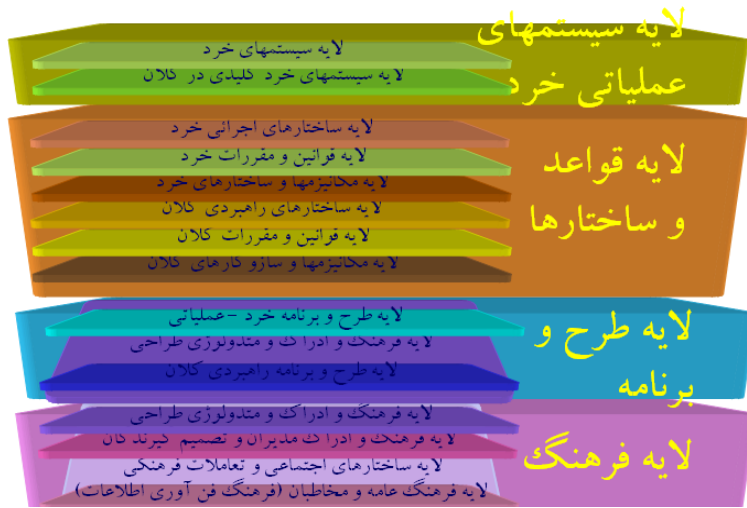 لایه سیستمهای
عملیاتی خرد
لایه سیستمهای خرد
لایه سیستمهای خرد کلیدی در کلان
لایه قواعد
و ساختارها
لایه ساختارهای اجرائی خرد
لایه قوانین و مقررات خرد
لایه مکانیزمها و ساختارهای خرد
لایه ساختارهای راهبردی کلان
لایه قوانین و مقررات کلان
لایه مکانیزمها و سازو کارهای کلان
لایه طرح و
برنامه
لایه طرح و برنامه خرد -عملیاتی
لایه فرهنگ و ادراک و متدولوژی طراحی
لایه طرح و برنامه راهبردی کلان
لایه فرهنگ
لایه فرهنگ و ادراک و متدولوژی طراحی
لایه فرهنگ و ادراک مدیران و تصمیم گیرندگان
لایه ساختارهای اجتماعی و تعاملات فرهنگی
لایه فرهنگ عامه و مخاطبان (فرهنگ فن آوری اطلاعات)